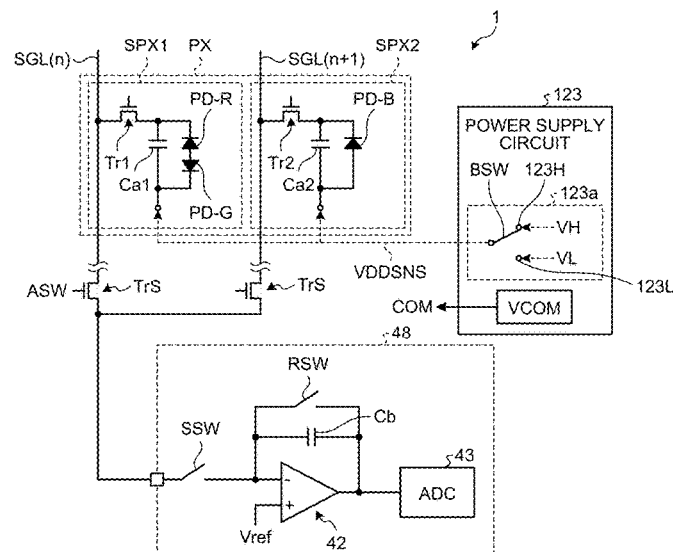 1
SPX1 PX SPX2
SGL(n) SGL(n+1)
PD-R PD-B
Tr1 Tr2
Ca1 Ca2
PD-G
123
POWER SUPPLY
CIRCUIT
BSW 123H
123a
VH
VL
123L
VDDSNS
COM VCOM
ASW TrS TrS
48
RSW
Cb
SSW
-
+
Vref
42
43
ADC